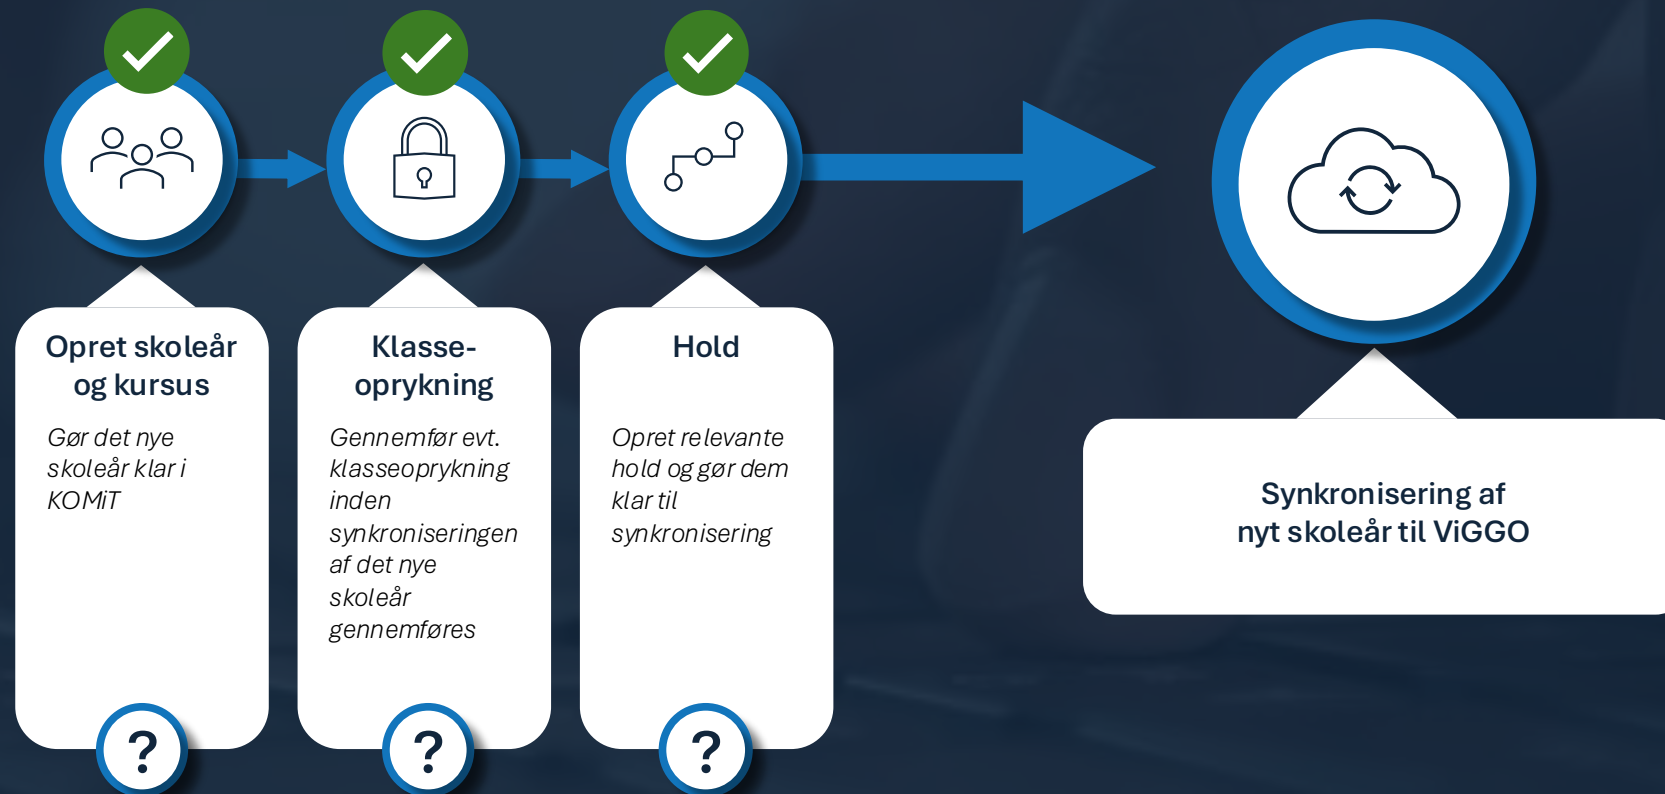 Opret skoleår
og kursus
Gør det nye
skoleår klar i
KOMiT
?
Klasse-
oprykning
Gennemfør evt.
klasseoprykning
inden
synkroniseringen
af det nye
skoleår
gennemføres
?
Hold
Opret relevante
hold og gør dem
klar til
synkronisering
?
Synkronisering af
nyt skoleår til ViGGO